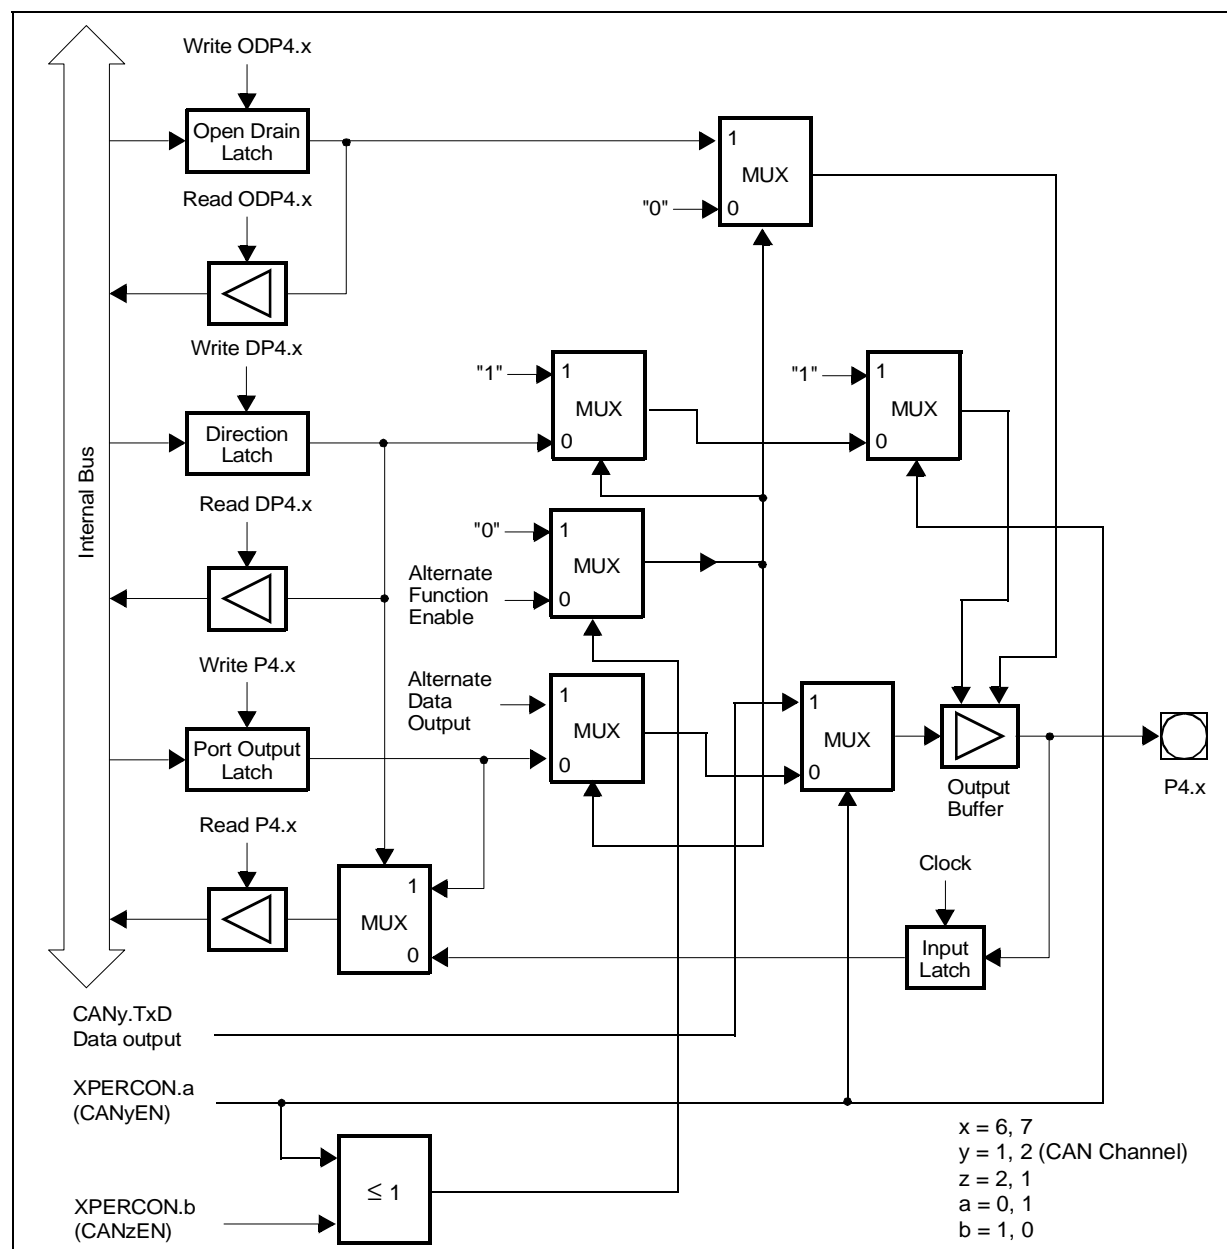 Write ODP4.x
Open Drain
Latch
1
MUX
"0"
0
Read ODP4.x
Write DP4.x
"1"
1
MUX
0
"1"
1
MUX
0
Direction
Latch
Internal Bus
Read DP4.x
"0"
1
MUX
0
Alternate
Function
Enable
Write P4.x
Alternate
Data
Output
1
MUX
0
1
MUX
0
Port Output
Latch
Output
Buffer
P4.x
Read P4.x
Clock
1
MUX
0
Input
Latch
CANy.TxD
Data output
XPERCON.a
(CANyEN)
≤ 1
XPERCON.b
(CANzEN)
x = 6, 7
y = 1, 2 (CAN Channel)
z = 2, 1
a = 0, 1
b = 1, 0